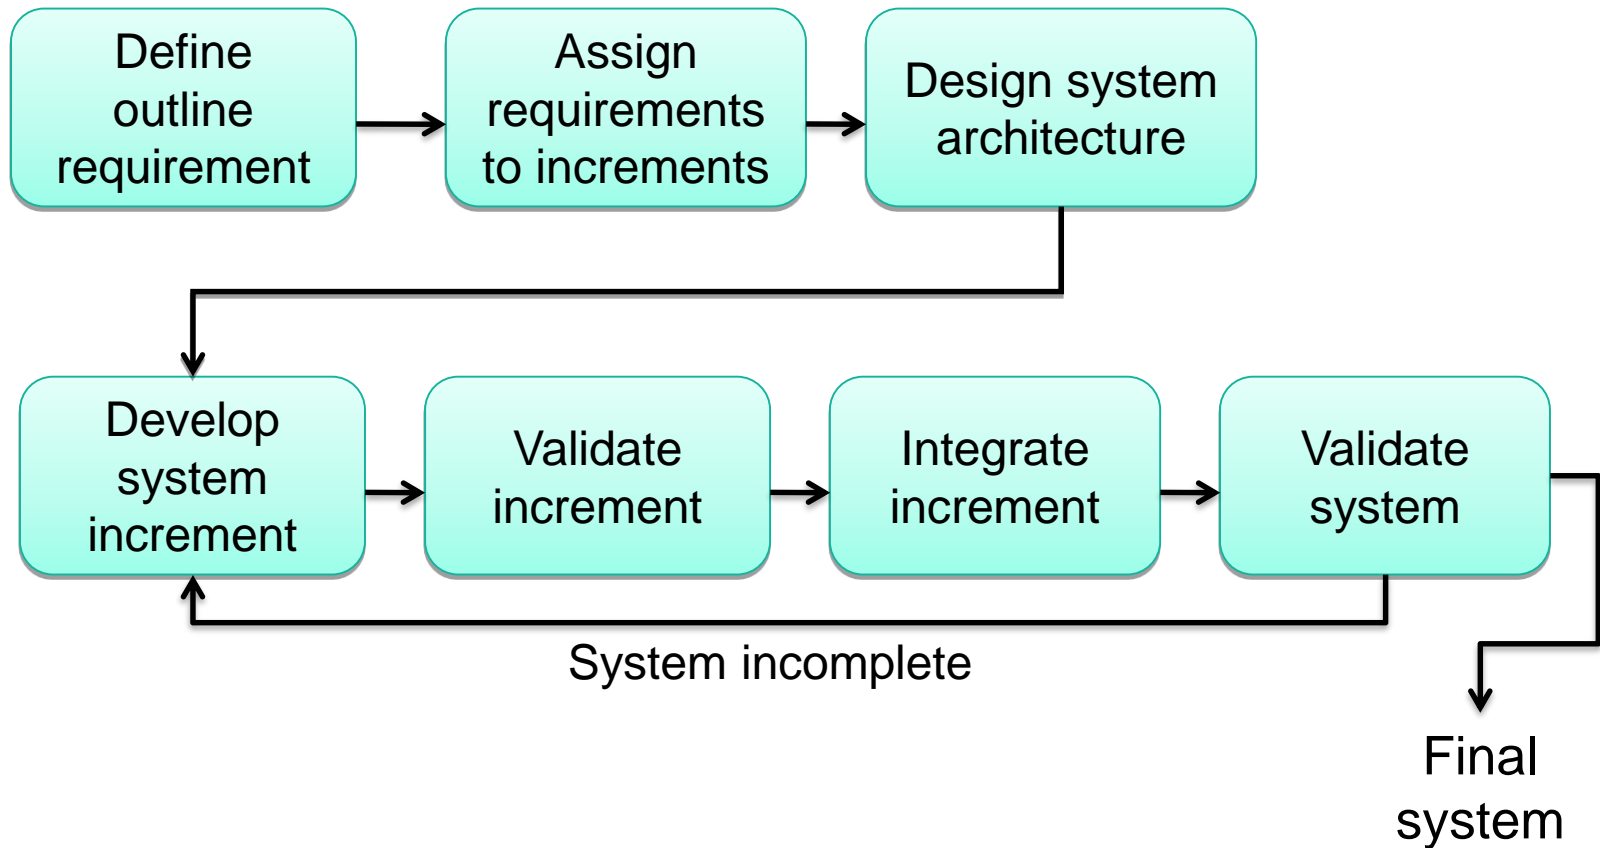 Define
outline
requirement
Assign
requirements
to increments
Design system
architecture
Develop
system
increment
Validate
increment
Integrate
increment
Validate
system
System incomplete
Final
system